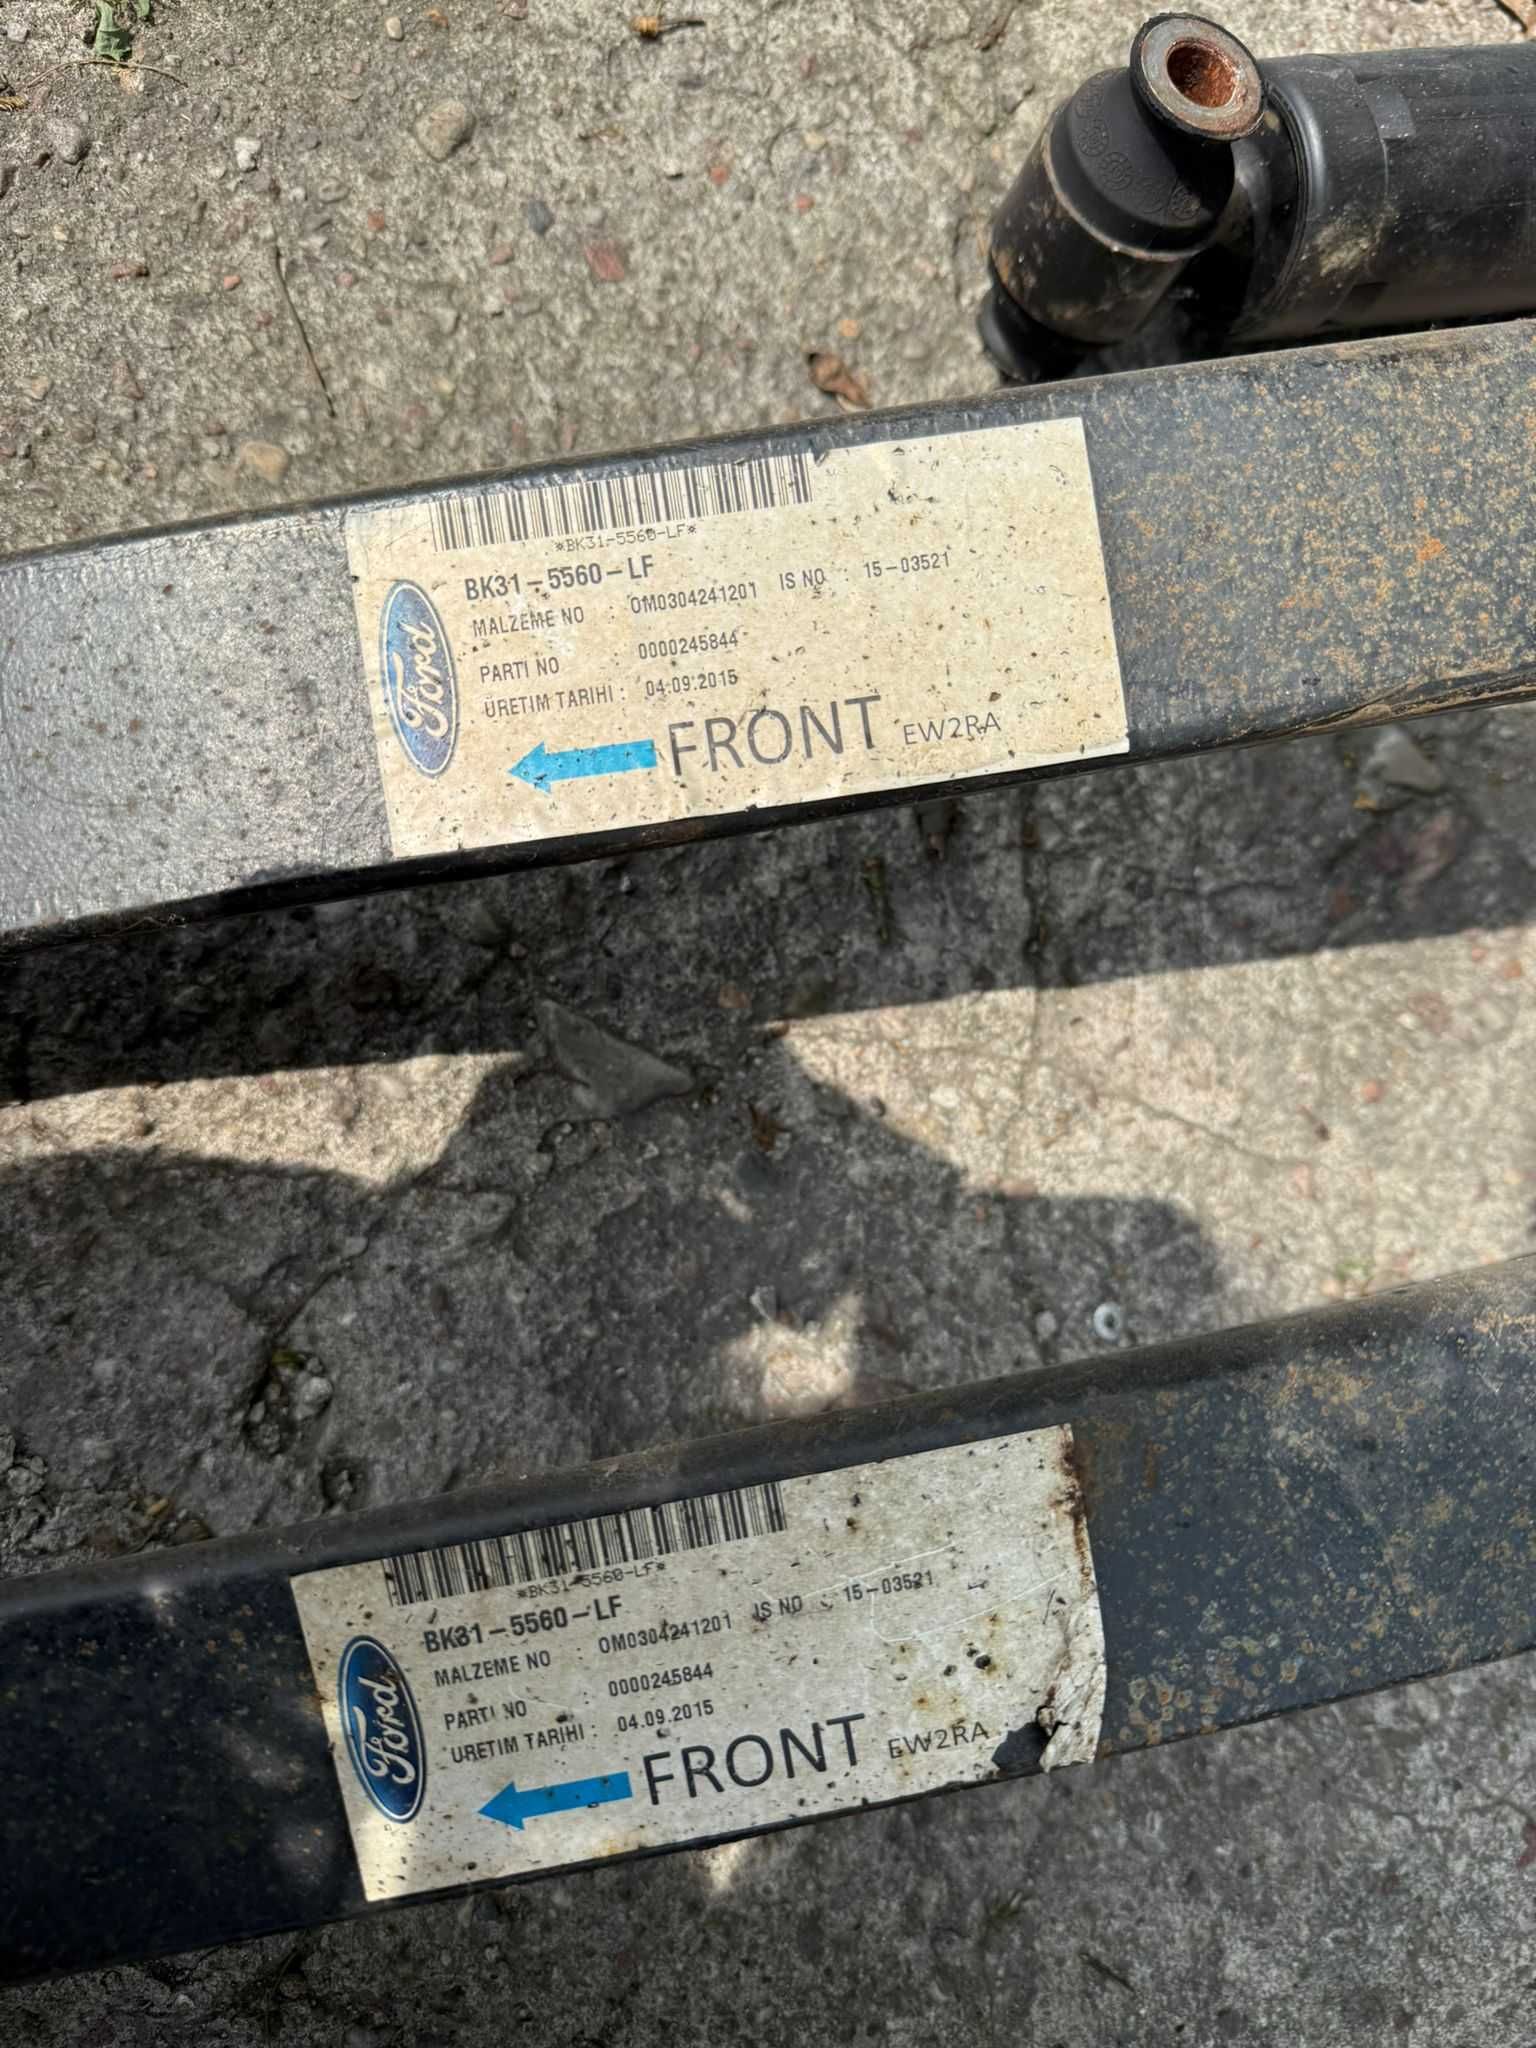 *BK31-5560-LF*
BK31-5560-LF
MALZEME NO : OM0304241201 IS NO : 15-03521
PARTI NO : 0000245844
ÜRETIM TARIHI : 04.09.2015
Ford
FRONT EW2RA
*BK31-5560-LF*
BK31-5560-LF
MALZEME NO : OM0304241201 IS NO : 15-03521
PARTI NO : 0000245844
URETIM TARIHI : 04.09.2015
Ford
FRONT EW2RA